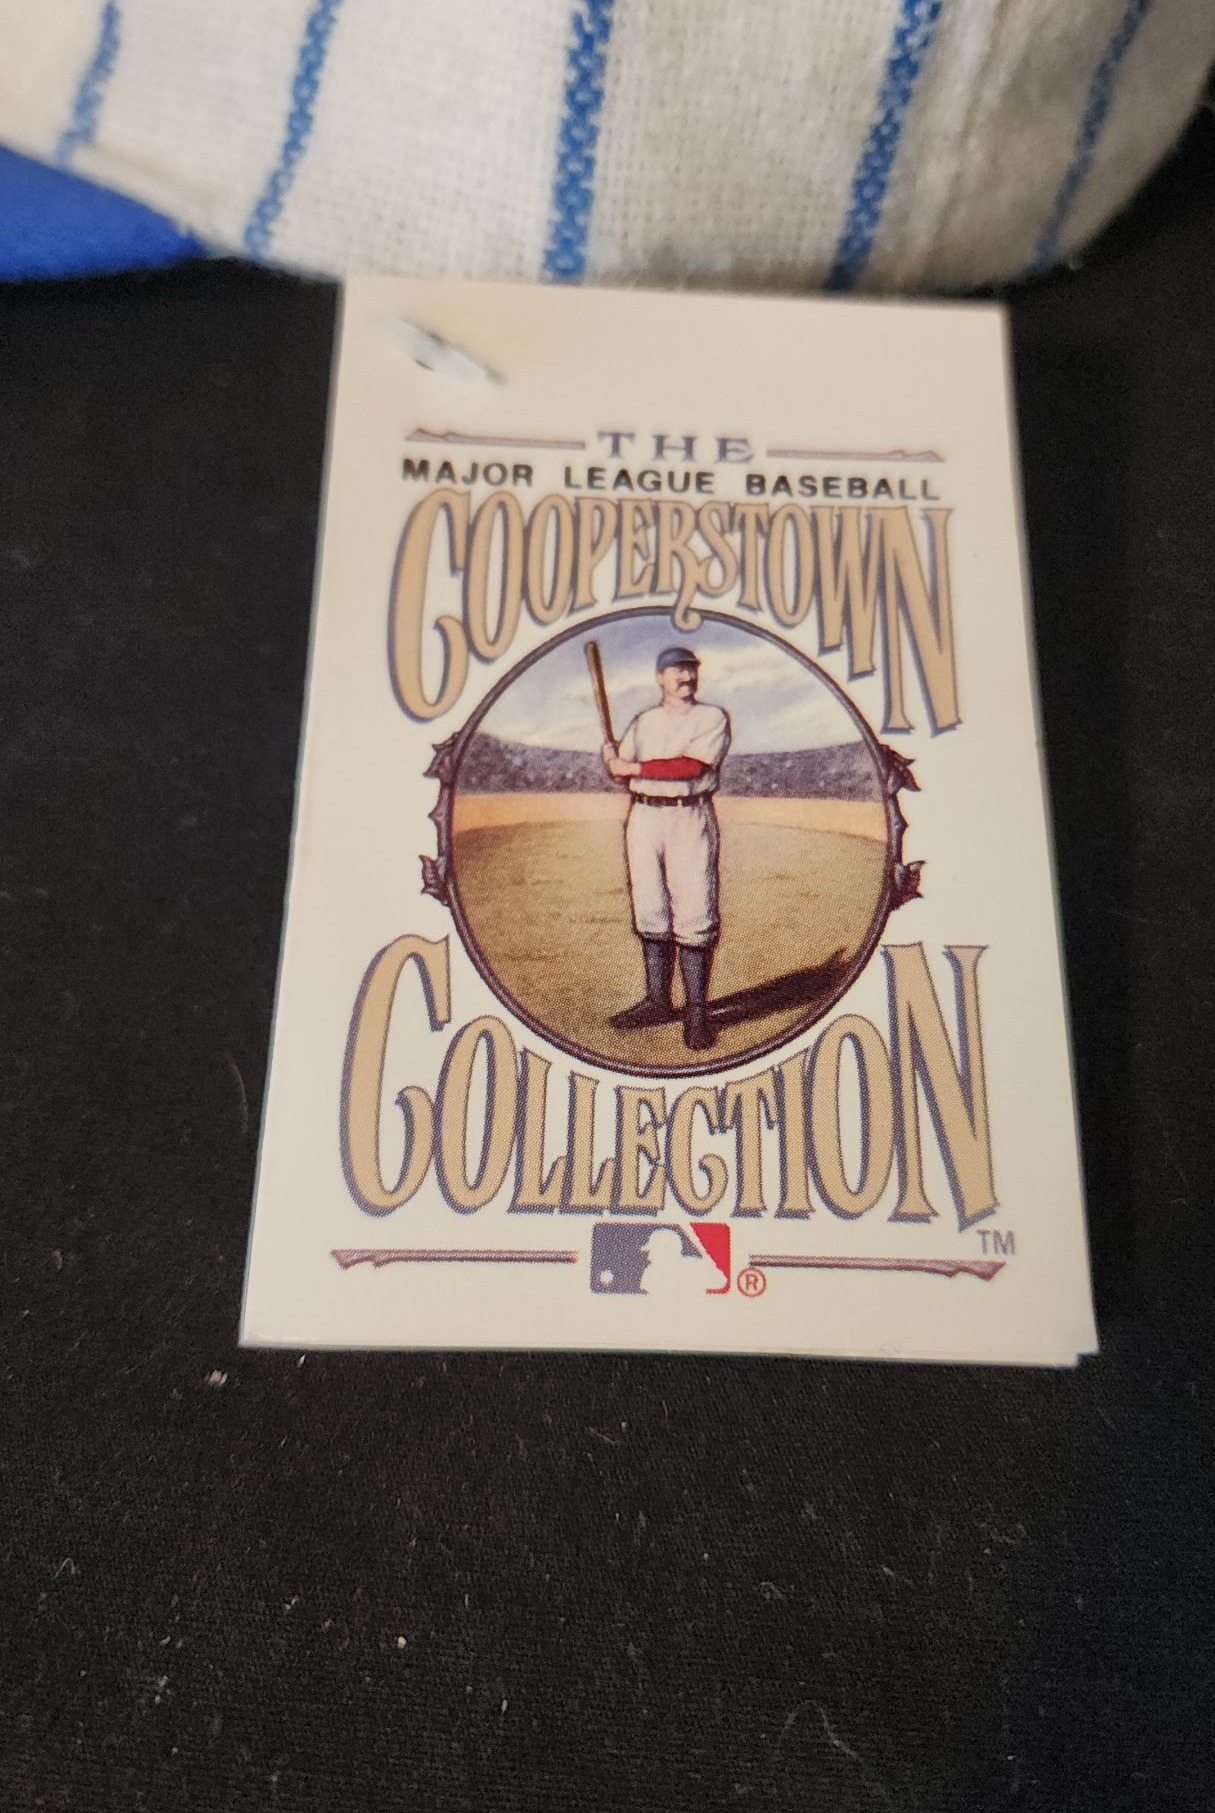 THE
MAJOR LEAGUE BASEBALL
COOPERSTOWN
COLLECTION
TM
®